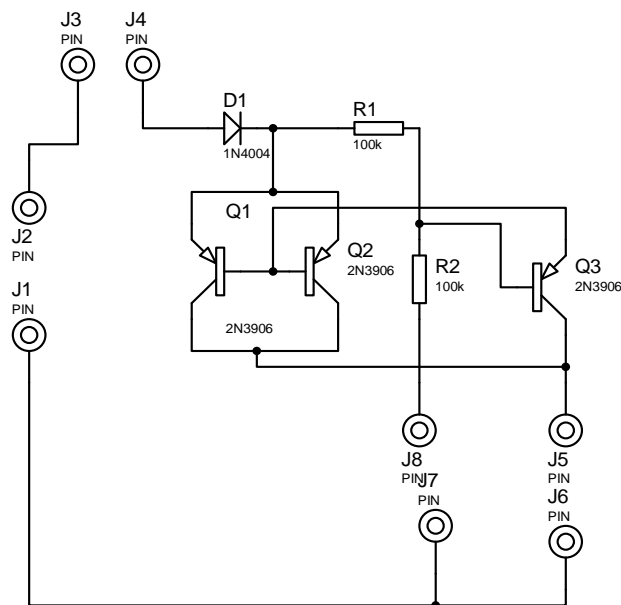 J3
PIN
J4
PIN
D1
1N4004
R1
100k
J2
PIN
Q1
2N3906
Q2
2N3906
R2
100k
Q3
2N3906
J1
PIN
J8
PIN
J7
PIN
J5
PIN
J6
PIN